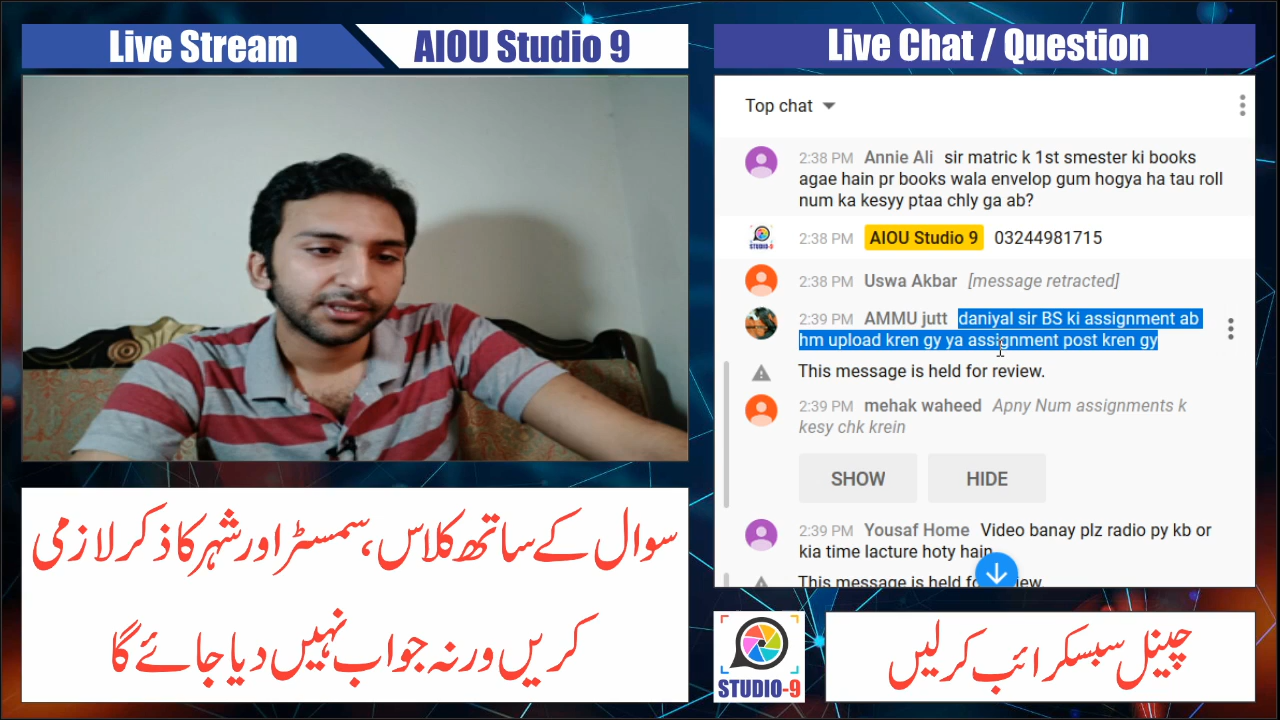 Live Stream
AIOU Studio 9
سوال کے ساتھ کلاس، سمسٹر اور شہر کا ذکر لازمی
کریں ورنہ جواب نہیں دیا جائے گا
Live Chat / Question
Top chat
2:38 PM Annie Ali sir matric k 1st smester ki books
agae hain pr books wala envelop gum hogya ha tau roll
num ka kesyy ptaa chly ga ab?
2:38 PM AIOU Studio 9 03244981715
2:38 PM Uswa Akbar [message retracted]
2:39 PM AMMU jutt daniyal sir BS ki assignment ab
hm upload kren gy ya assignment post kren gy
This message is held for review.
2:39 PM mehak waheed Apny Num assignments k
kesy chk krein
SHOW HIDE
2:39 PM Yousaf Home Video banay plz radio py kb or
kia time lacture hoty hain
This message is held
STUDIO-9
چینل سبسکرائب کر لیں